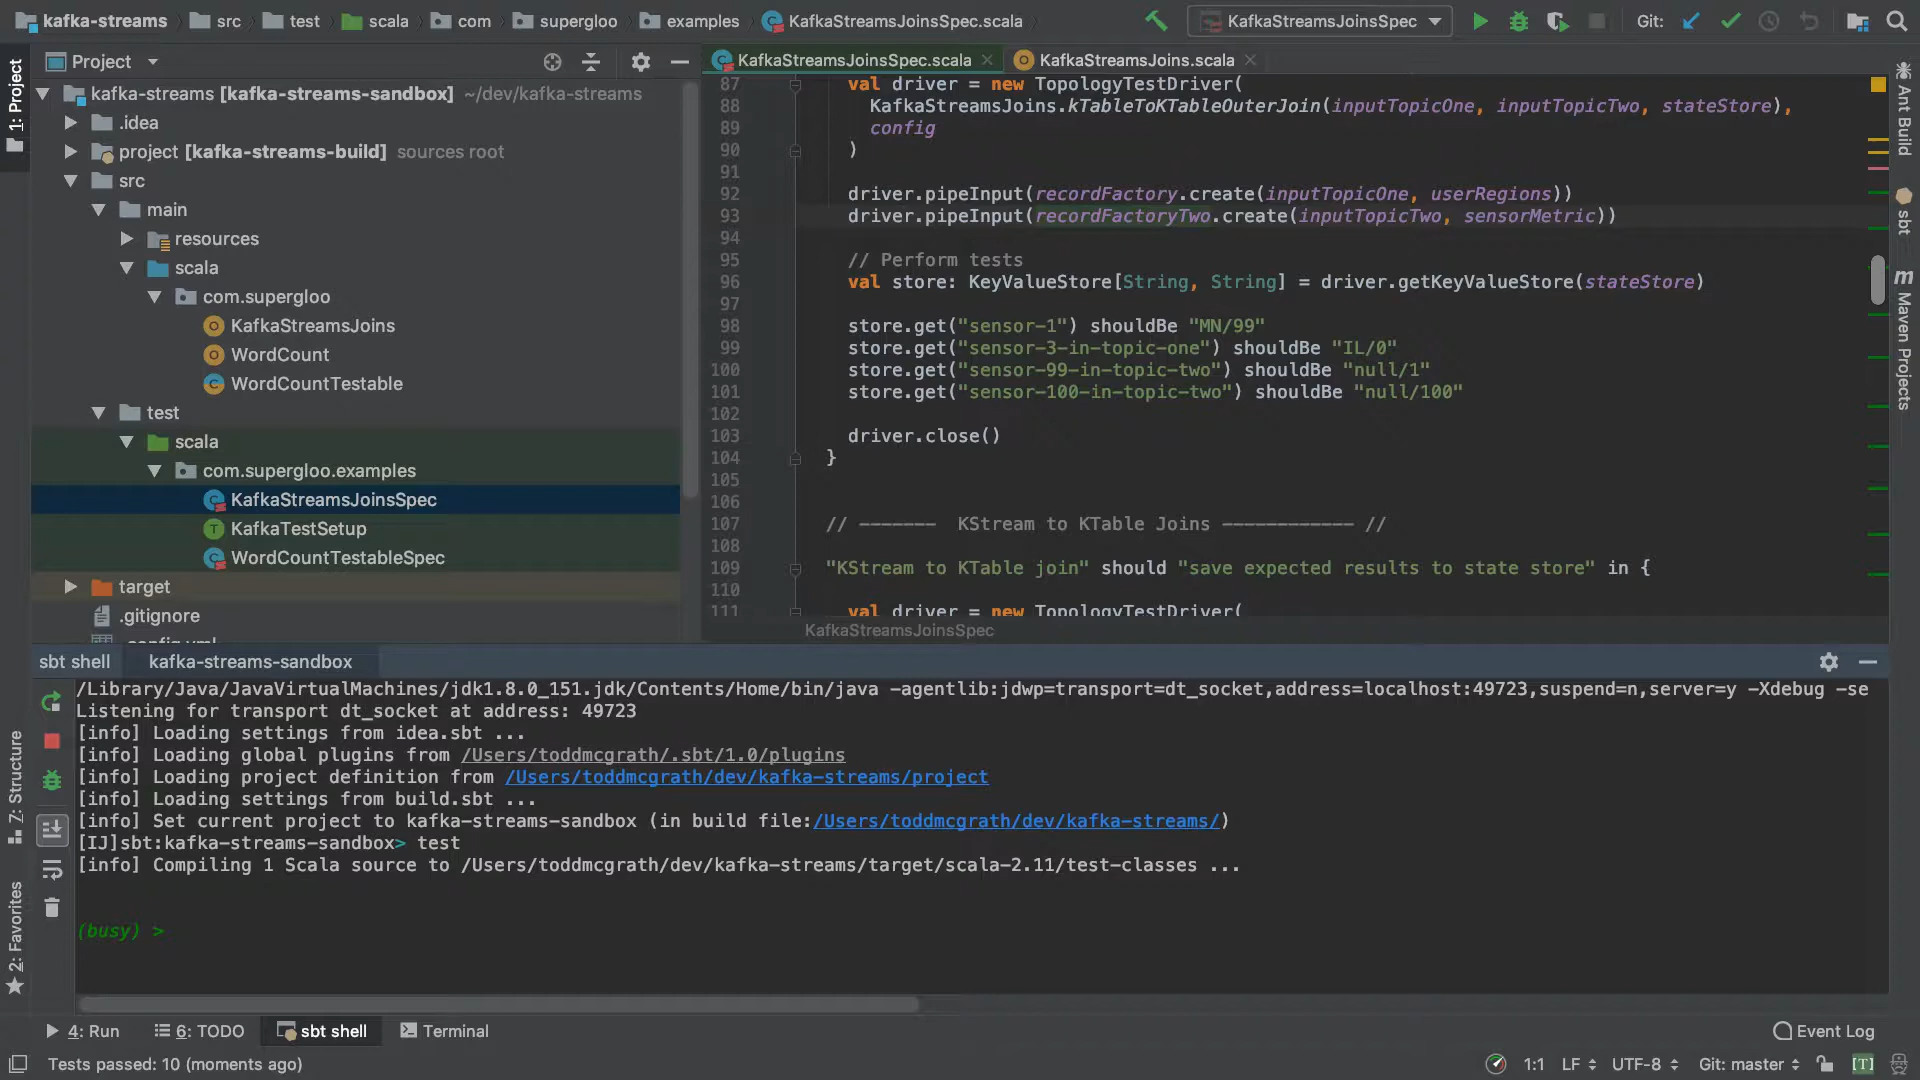 kafka-streams src test scala com supergloo examples KafkaStreamsJoinsSpec.scala KafkaStreamsJoinsSpec Git:
1: Project
Project
kafka-streams [kafka-streams-sandbox] ~/dev/kafka-streams
.idea
project [kafka-streams-build] sources root
src
main
resources
scala
com.supergloo
KafkaStreamsJoins
WordCount
WordCountTestable
test
scala
com.supergloo.examples
KafkaStreamsJoinsSpec
KafkaTestSetup
WordCountTestableSpec
target
.gitignore
KafkaStreamsJoinsSpec.scala KafkaStreamsJoins.scala
87 val driver = new TopologyTestDriver(
88 KafkaStreamsJoins.kTableToKTableOuterJoin(inputTopicOne, inputTopicTwo, stateStore),
89 config
90 )
91
92 driver.pipeInput(recordFactory.create(inputTopicOne, userRegions))
93 driver.pipeInput(recordFactoryTwo.create(inputTopicTwo, sensorMetric))
94
95 // Perform tests
96 val store: KeyValueStore[String, String] = driver.getKeyValueStore(stateStore)
97
98 store.get("sensor-1") shouldBe "MN/99"
99 store.get("sensor-3-in-topic-one") shouldBe "IL/0"
100 store.get("sensor-99-in-topic-two") shouldBe "null/1"
101 store.get("sensor-100-in-topic-two") shouldBe "null/100"
102
103 driver.close()
104 }
105
106
107 // ------- KStream to KTable Joins ------------ //
108
109 "KStream to KTable join" should "save expected results to state store" in {
110
111 val driver = new TopologyTestDriver(
KafkaStreamsJoinsSpec
Ant Build
sbt
m Maven Projects
sbt shell kafka-streams-sandbox
/Library/Java/JavaVirtualMachines/jdk1.8.0_151.jdk/Contents/Home/bin/java -agentlib:jdwp=transport=dt_socket,address=localhost:49723,suspend=n,server=y -Xdebug -se
Listening for transport dt_socket at address: 49723
[info] Loading settings from idea.sbt ...
[info] Loading global plugins from /Users/toddmcgrath/.sbt/1.0/plugins
[info] Loading project definition from /Users/toddmcgrath/dev/kafka-streams/project
[info] Loading settings from build.sbt ...
[info] Set current project to kafka-streams-sandbox (in build file:/Users/toddmcgrath/dev/kafka-streams/)
[IJ]sbt:kafka-streams-sandbox> test
[info] Compiling 1 Scala source to /Users/toddmcgrath/dev/kafka-streams/target/scala-2.11/test-classes ...
(busy) >
7: Structure
2: Favorites
4: Run 6: TODO sbt shell Terminal Event Log
Tests passed: 10 (moments ago) 1:1 LF UTF-8 Git: master [T]